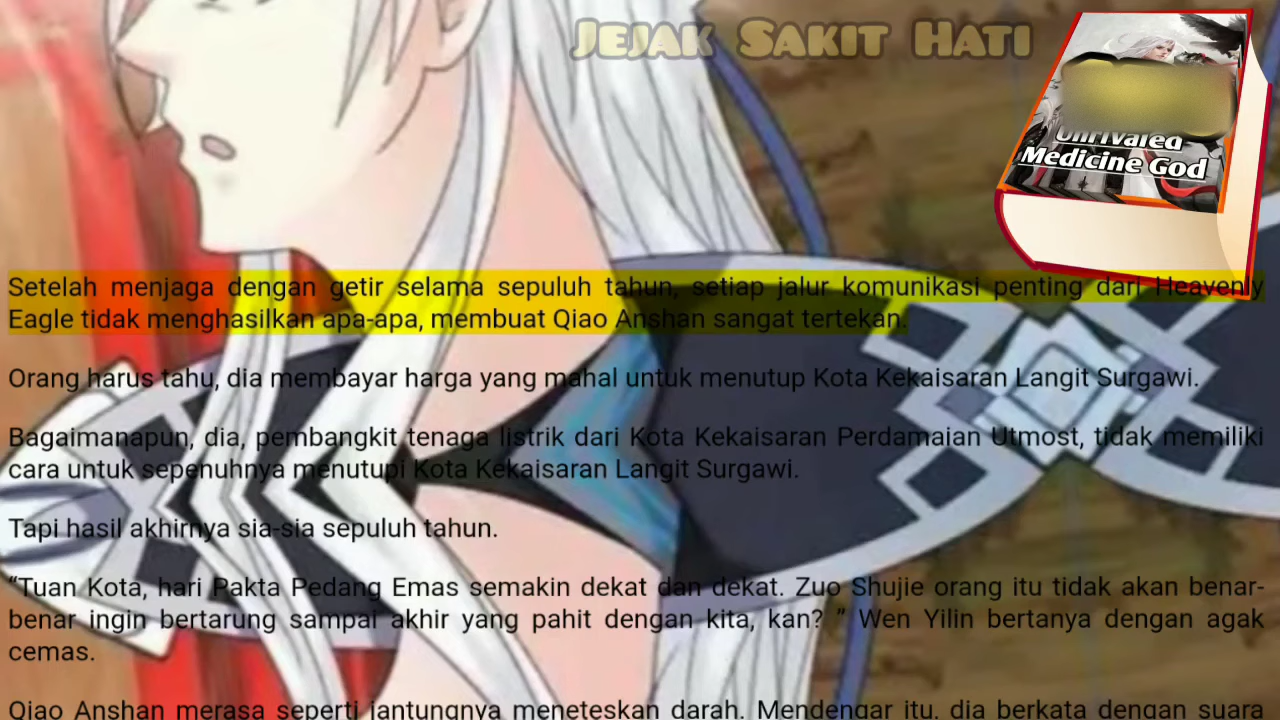 Jejak Sakit Hati
Unrivaled
Medicine God
Setelah menjaga dengan getir selama sepuluh tahun, setiap jalur komunikasi penting dari Heavenly
Eagle tidak menghasilkan apa-apa, membuat Qiao Anshan sangat tertekan.
Orang harus tahu, dia membayar harga yang mahal untuk menutup Kota Kekaisaran Langit Surgawi.
Bagaimanapun, dia, pembangkit tenaga listrik dari Kota Kekaisaran Perdamaian Utmost, tidak memiliki
cara untuk sepenuhnya menutupi Kota Kekaisaran Langit Surgawi.
Tapi hasil akhirnya sia-sia sepuluh tahun.
“Tuan Kota, hari Pakta Pedang Emas semakin dekat dan dekat. Zuo Shujie orang itu tidak akan benar-
benar ingin bertarung sampai akhir yang pahit dengan kita, kan? ” Wen Yilin bertanya dengan agak
cemas.
Qiao Anshan merasa seperti jantungnya meneteskan darah. Mendengar itu, dia berkata dengan suara